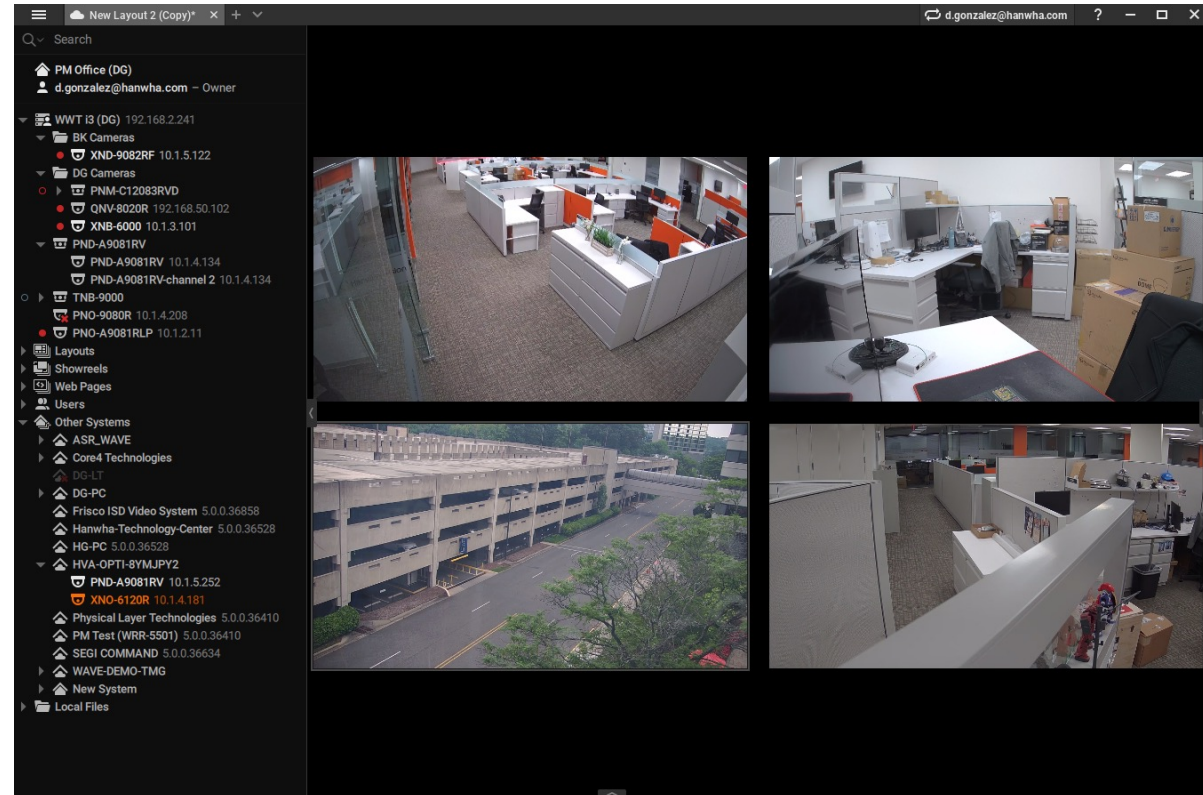 New Layout 2 (Copy)*
d.gonzalez@hanwha.com
?
Search
PM Office (DG)
d.gonzalez@hanwha.com – Owner
WWT i3 (DG) 192.168.2.241
BK Cameras
XND-9082RF 10.1.5.122
DG Cameras
PNM-C12083RVD
QNV-8020R 192.168.50.102
XNB-6000 10.1.3.101
PND-A9081RV
PND-A9081RV 10.1.4.134
PND-A9081RV-channel 2 10.1.4.134
TNB-9000
PNO-9080R 10.1.4.208
PNO-A9081RLP 10.1.2.11
Layouts
Showreels
Web Pages
Users
Other Systems
ASR_WAVE
Core4 Technologies
DG-LT
DG-PC
Frisco ISD Video System 5.0.0.36858
Hanwha-Technology-Center 5.0.0.36528
HG-PC 5.0.0.36528
HVA-OPTI-8YMJPY2
PND-A9081RV 10.1.5.252
XNO-6120R 10.1.4.181
Physical Layer Technologies 5.0.0.36410
PM Test (WRR-5501) 5.0.0.36410
SEGI COMMAND 5.0.0.36634
WAVE-DEMO-TMG
New System
Local Files